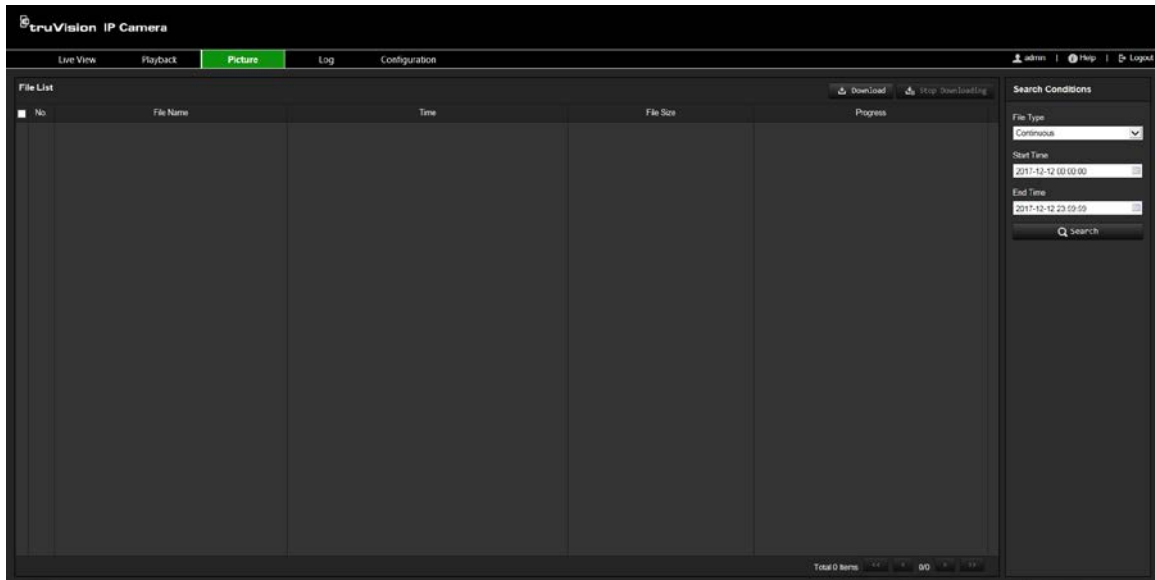 truVision IP Camera
Live View Playback Picture Log Configuration admin | Help | Logout
File List Download Stop Downloading Search Conditions
No. File Name Time File Size Progress
File Type
Continuous
Start Time
2017-12-12 00:00:00
End Time
2017-12-12 23:59:59
Search
Total 0 Items << < 0/0 > >>